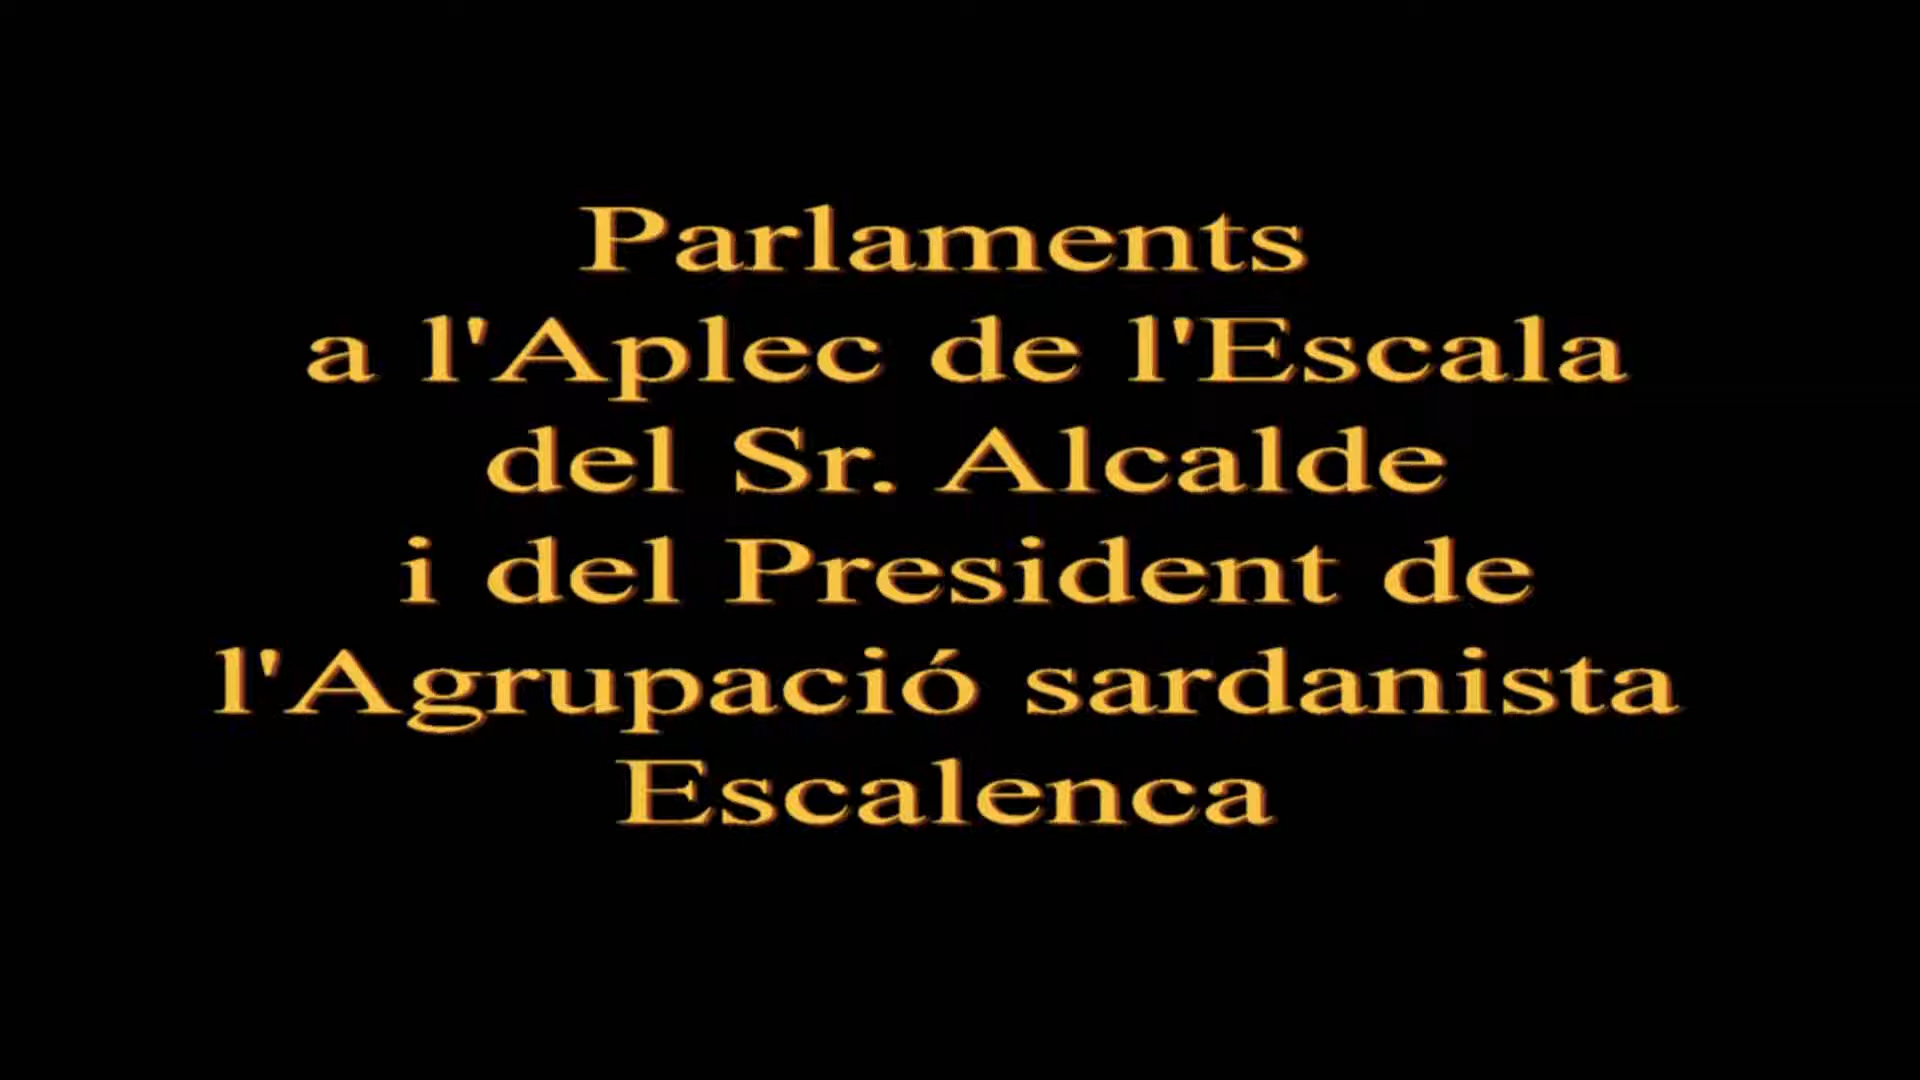 Parlaments
a l'Aplec de l'Escala
del Sr. Alcalde
i del President de
l'Agrupació sardanista
Escalenca